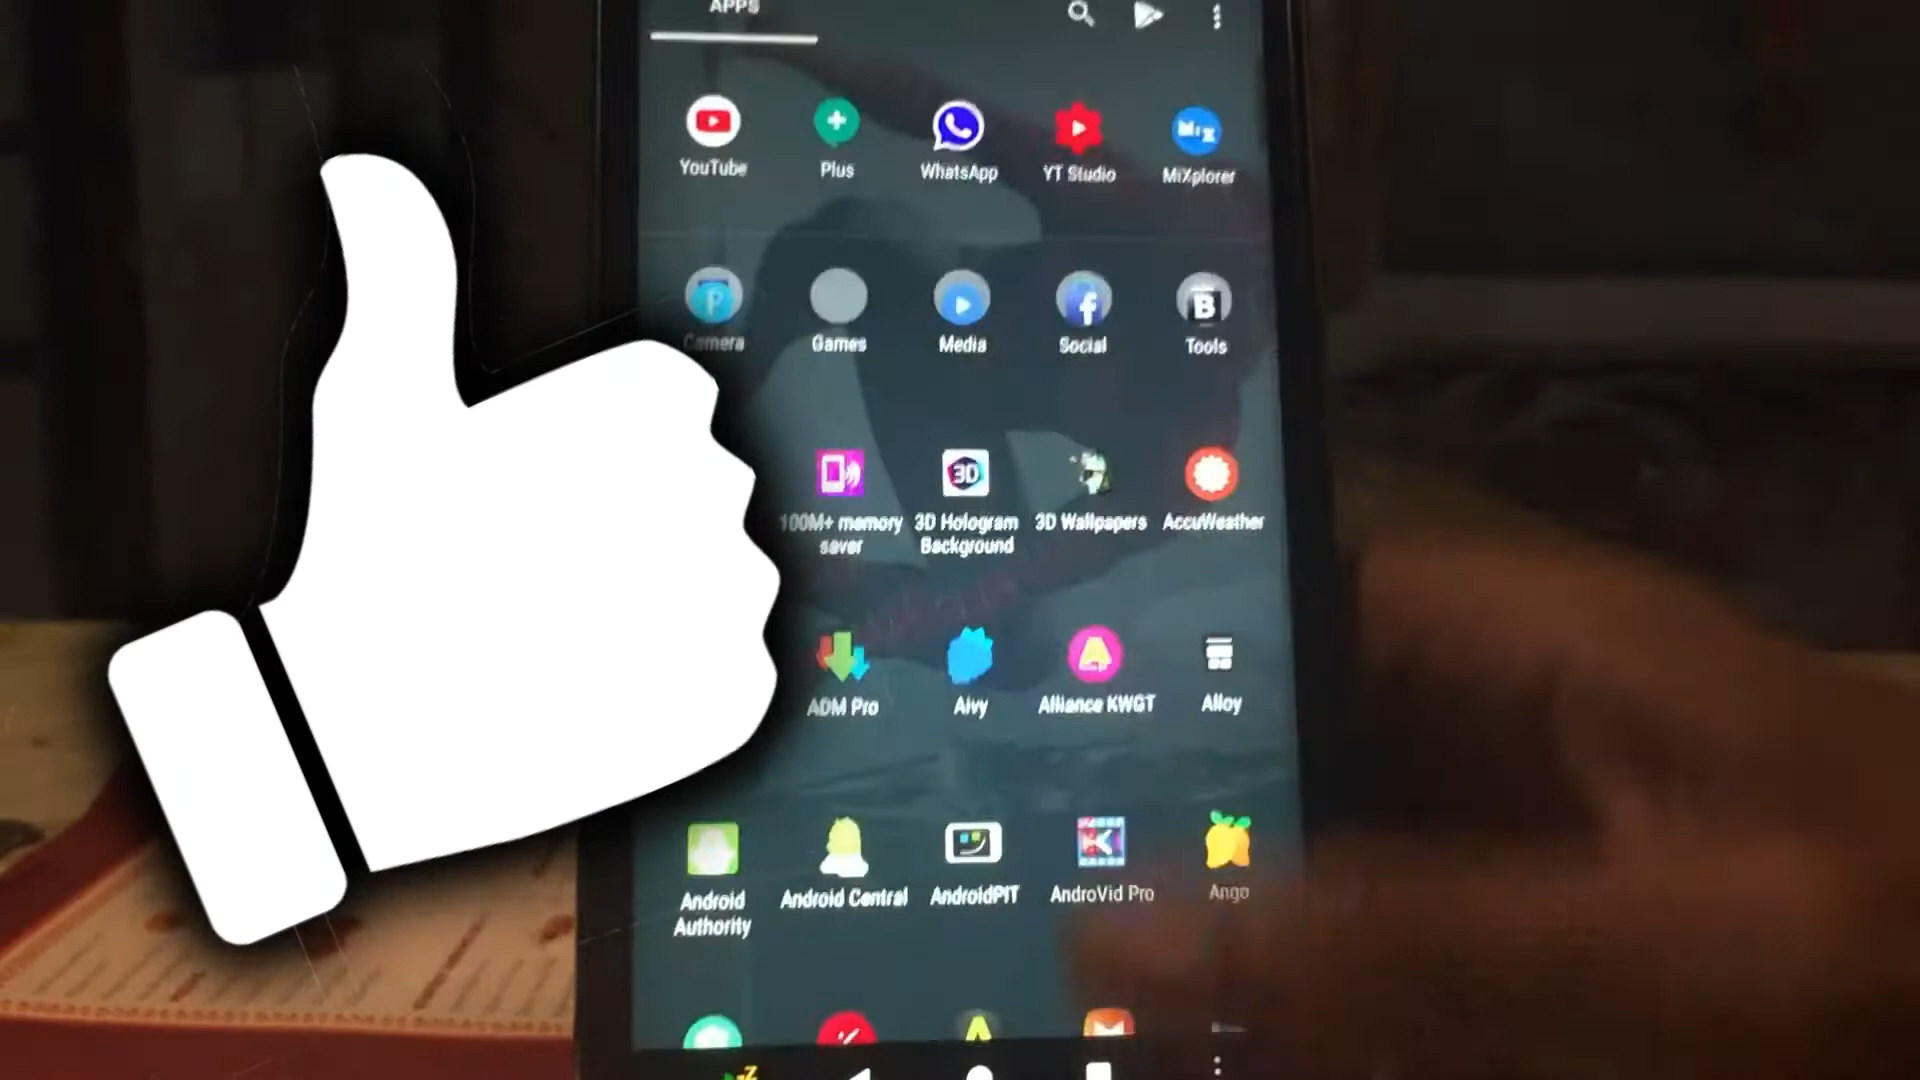 APPS
YouTube
Plus
WhatsApp
YT Studio
MiXplorer
Camera
Games
Media
Social
Tools
100M+ memory
saver
3D Hologram
Background
3D Wallpapers
AccuWeather
ADM Pro
Aivy
Alliance KWGT
Alloy
Android
Authority
Android Central
AndroidPIT
AndroVid Pro
Ango